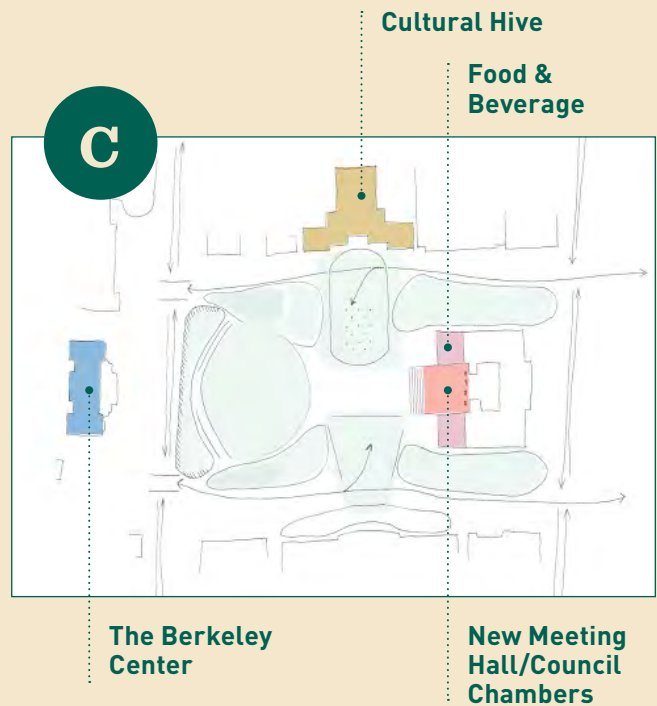 Cultural Hive
Food &
Beverage
C
The Berkeley
Center
New Meeting
Hall/Council
Chambers